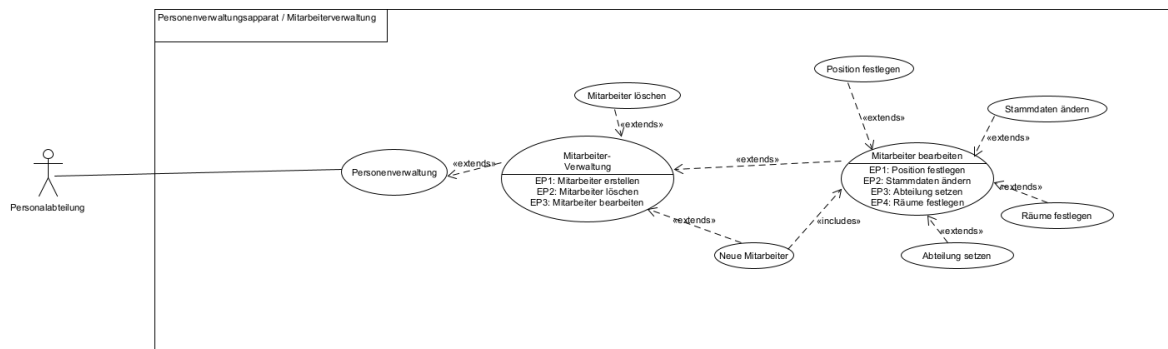 Personenverwaltungsapparat / Mitarbeiterverwaltung
Position festlegen
Mitarbeiter löschen
Stammdaten ändern
«extends»
«extends»
«extends»
Mitarbeiter-
Verwaltung
EP1: Mitarbeiter erstellen
EP2: Mitarbeiter löschen
EP3: Mitarbeiter bearbeiten
Mitarbeiter bearbeiten
EP1: Position festlegen
EP2: Stammdaten ändern
EP3: Abteilung setzen
EP4: Räume festlegen
«extends»
«extends»
Personenverwaltung
«extends»
Personalabteilung
Räume festlegen
«extends»
«includes»
«extends»
Neue Mitarbeiter
Abteilung setzen